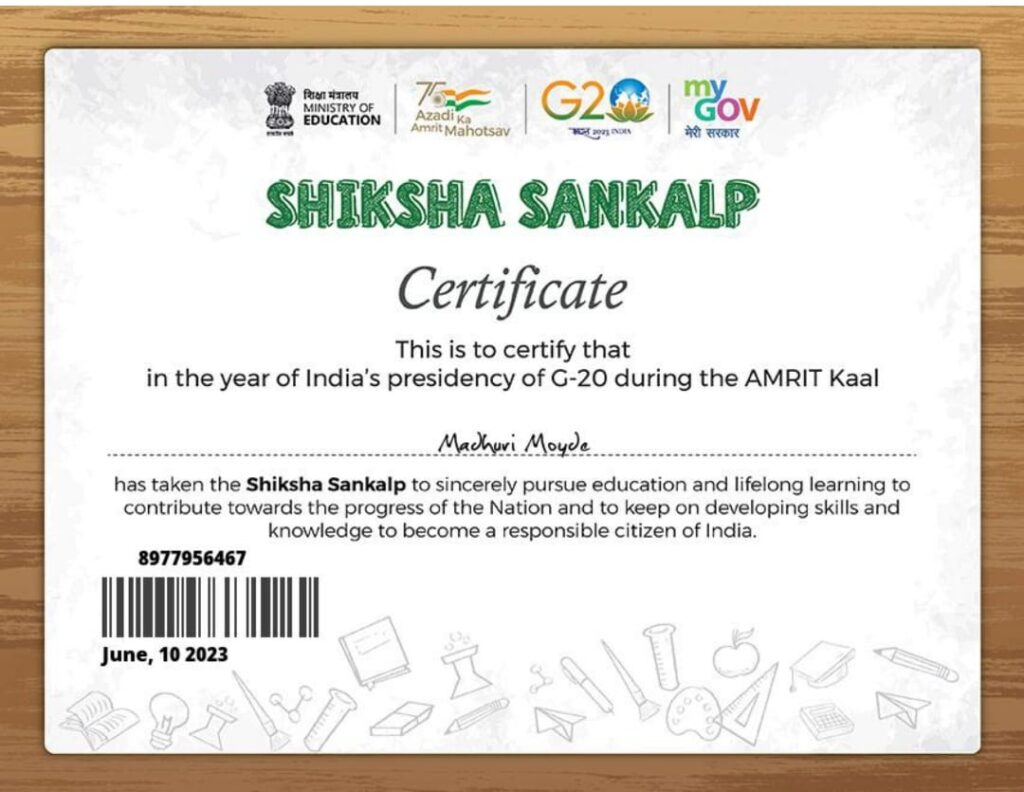 शिक्षा मंत्रालय
MINISTRY OF
EDUCATION
75
Azadi Ka
Amrit Mahotsav
G20
भारत 2023 INDIA
my
GOV
मेरी सरकार
SHIKSHA SANKALP
Certificate
This is to certify that
in the year of India's presidency of G-20 during the AMRIT Kaal
Madhuri Moyde
has taken the Shiksha Sankalp to sincerely pursue education and lifelong learning to
contribute towards the progress of the Nation and to keep on developing skills and
knowledge to become a responsible citizen of India.
8977956467
June, 10 2023